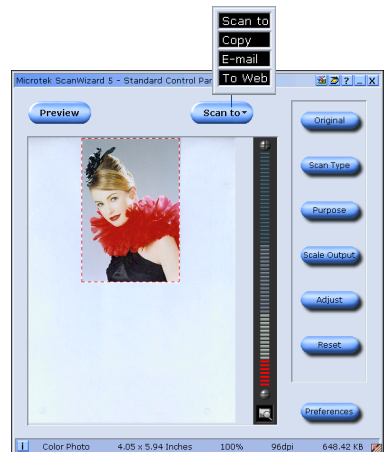 Scan to
Copy
E-mail
To Web
Microtek ScanWizard 5 - Standard Control Par
? _ X
Preview
Scan to
Original
Scan Type
Purpose
Scale Output
Adjust
Reset
Preferences
i Color Photo 4.05 x 5.94 Inches 100% 96dpi 648.42 KB